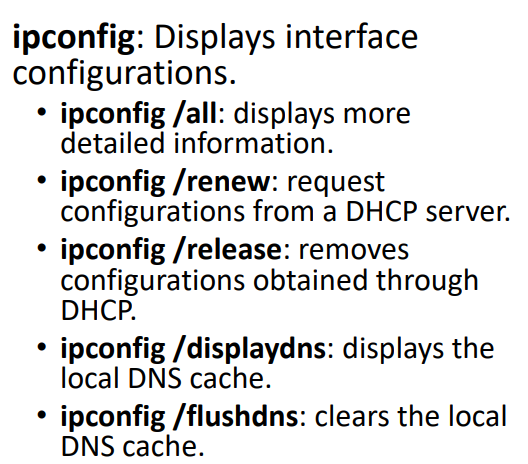 ipconfig: Displays interface
configurations.
• ipconfig /all: displays more
detailed information.
• ipconfig /renew: request
configurations from a DHCP server.
• ipconfig /release: removes
configurations obtained through
DHCP.
• ipconfig /displaydns: displays the
local DNS cache.
• ipconfig /flushdns: clears the local
DNS cache.